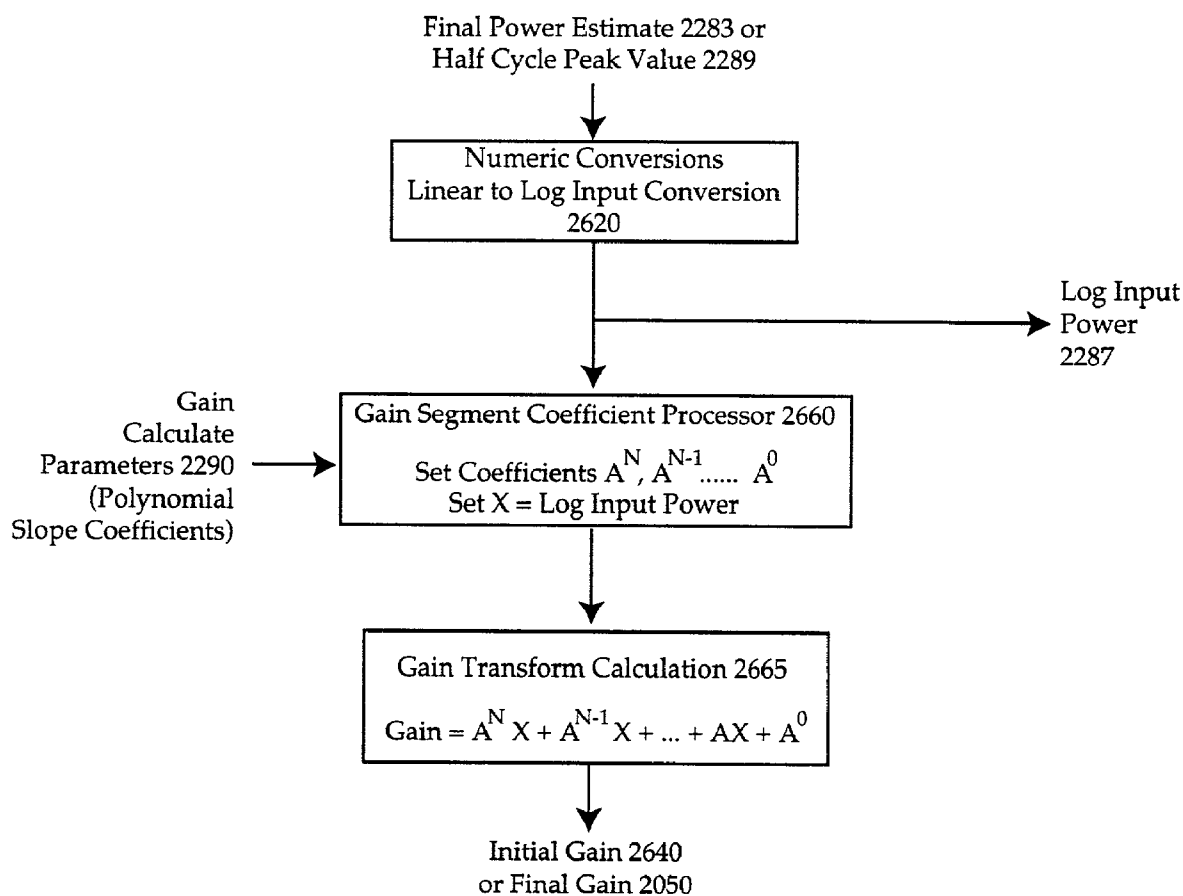 Final Power Estimate 2283 or
Half Cycle Peak Value 2289
Numeric Conversions
Linear to Log Input Conversion
2620
Log Input
Power
2287
Gain
Calculate
Parameters 2290
(Polynomial
Slope Coefficients)
Gain Segment Coefficient Processor 2660
Set Coefficients A^N, A^N-1...... A^0
Set X = Log Input Power
Gain Transform Calculation 2665
Gain = A^N X + A^N-1 X + ... + AX + A^0
Initial Gain 2640
or Final Gain 2050